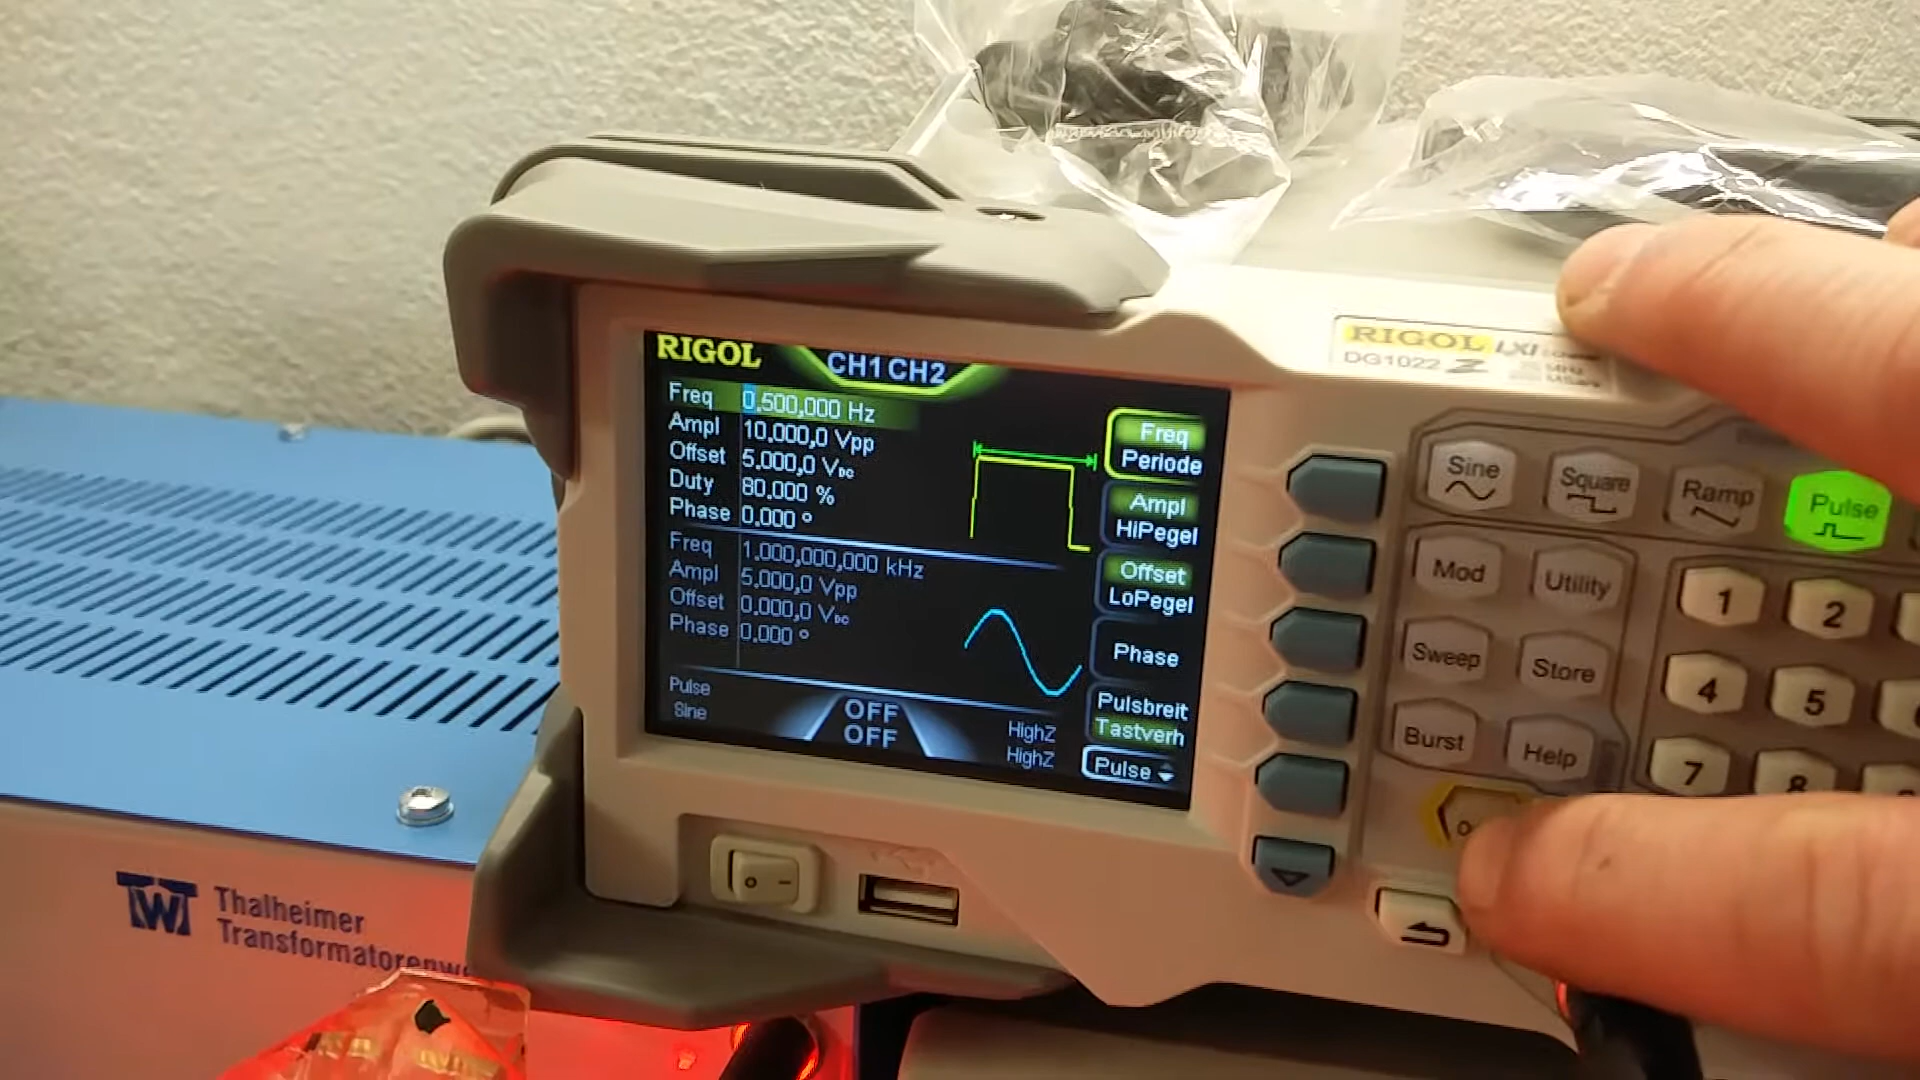 RIGOL CH1 CH2
Freq 0.500,000 Hz
Ampl 10.000,0 Vpp
Offset 5.000,0 VDC
Duty 80.000 %
Phase 0.000 °
Freq 1.000,000,000 kHz
Ampl 5.000,0 Vpp
Offset 0.000,0 VDC
Phase 0.000 °
Pulse
Sine
OFF
OFF
HighZ
HighZ
Freq
Periode
Ampl
HiPegel
Offset
LoPegel
Phase
Pulsbreit
Tastverh
Pulse
RIGOL LXI
DG1022 Z
Sine
Square
Ramp
Pulse
Mod
Utility
Sweep
Store
Burst
Help
1 2
4 5
7 8
TWT Thalheimer
Transformatorenw